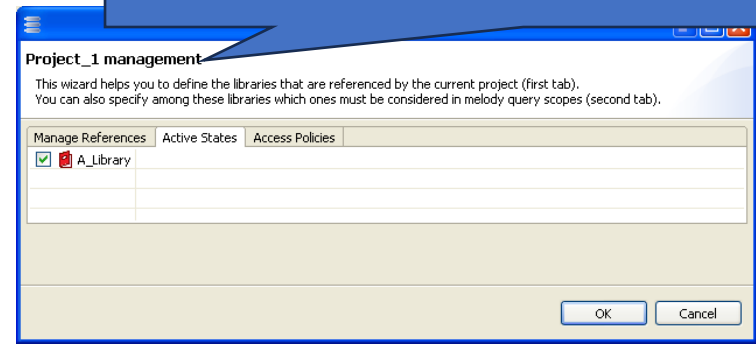 Project_1 management
This wizard helps you to define the libraries that are referenced by the current project (first tab).
You can also specify among these libraries which ones must be considered in melody query scopes (second tab).
Manage References Active States Access Policies
A_Library
OK Cancel